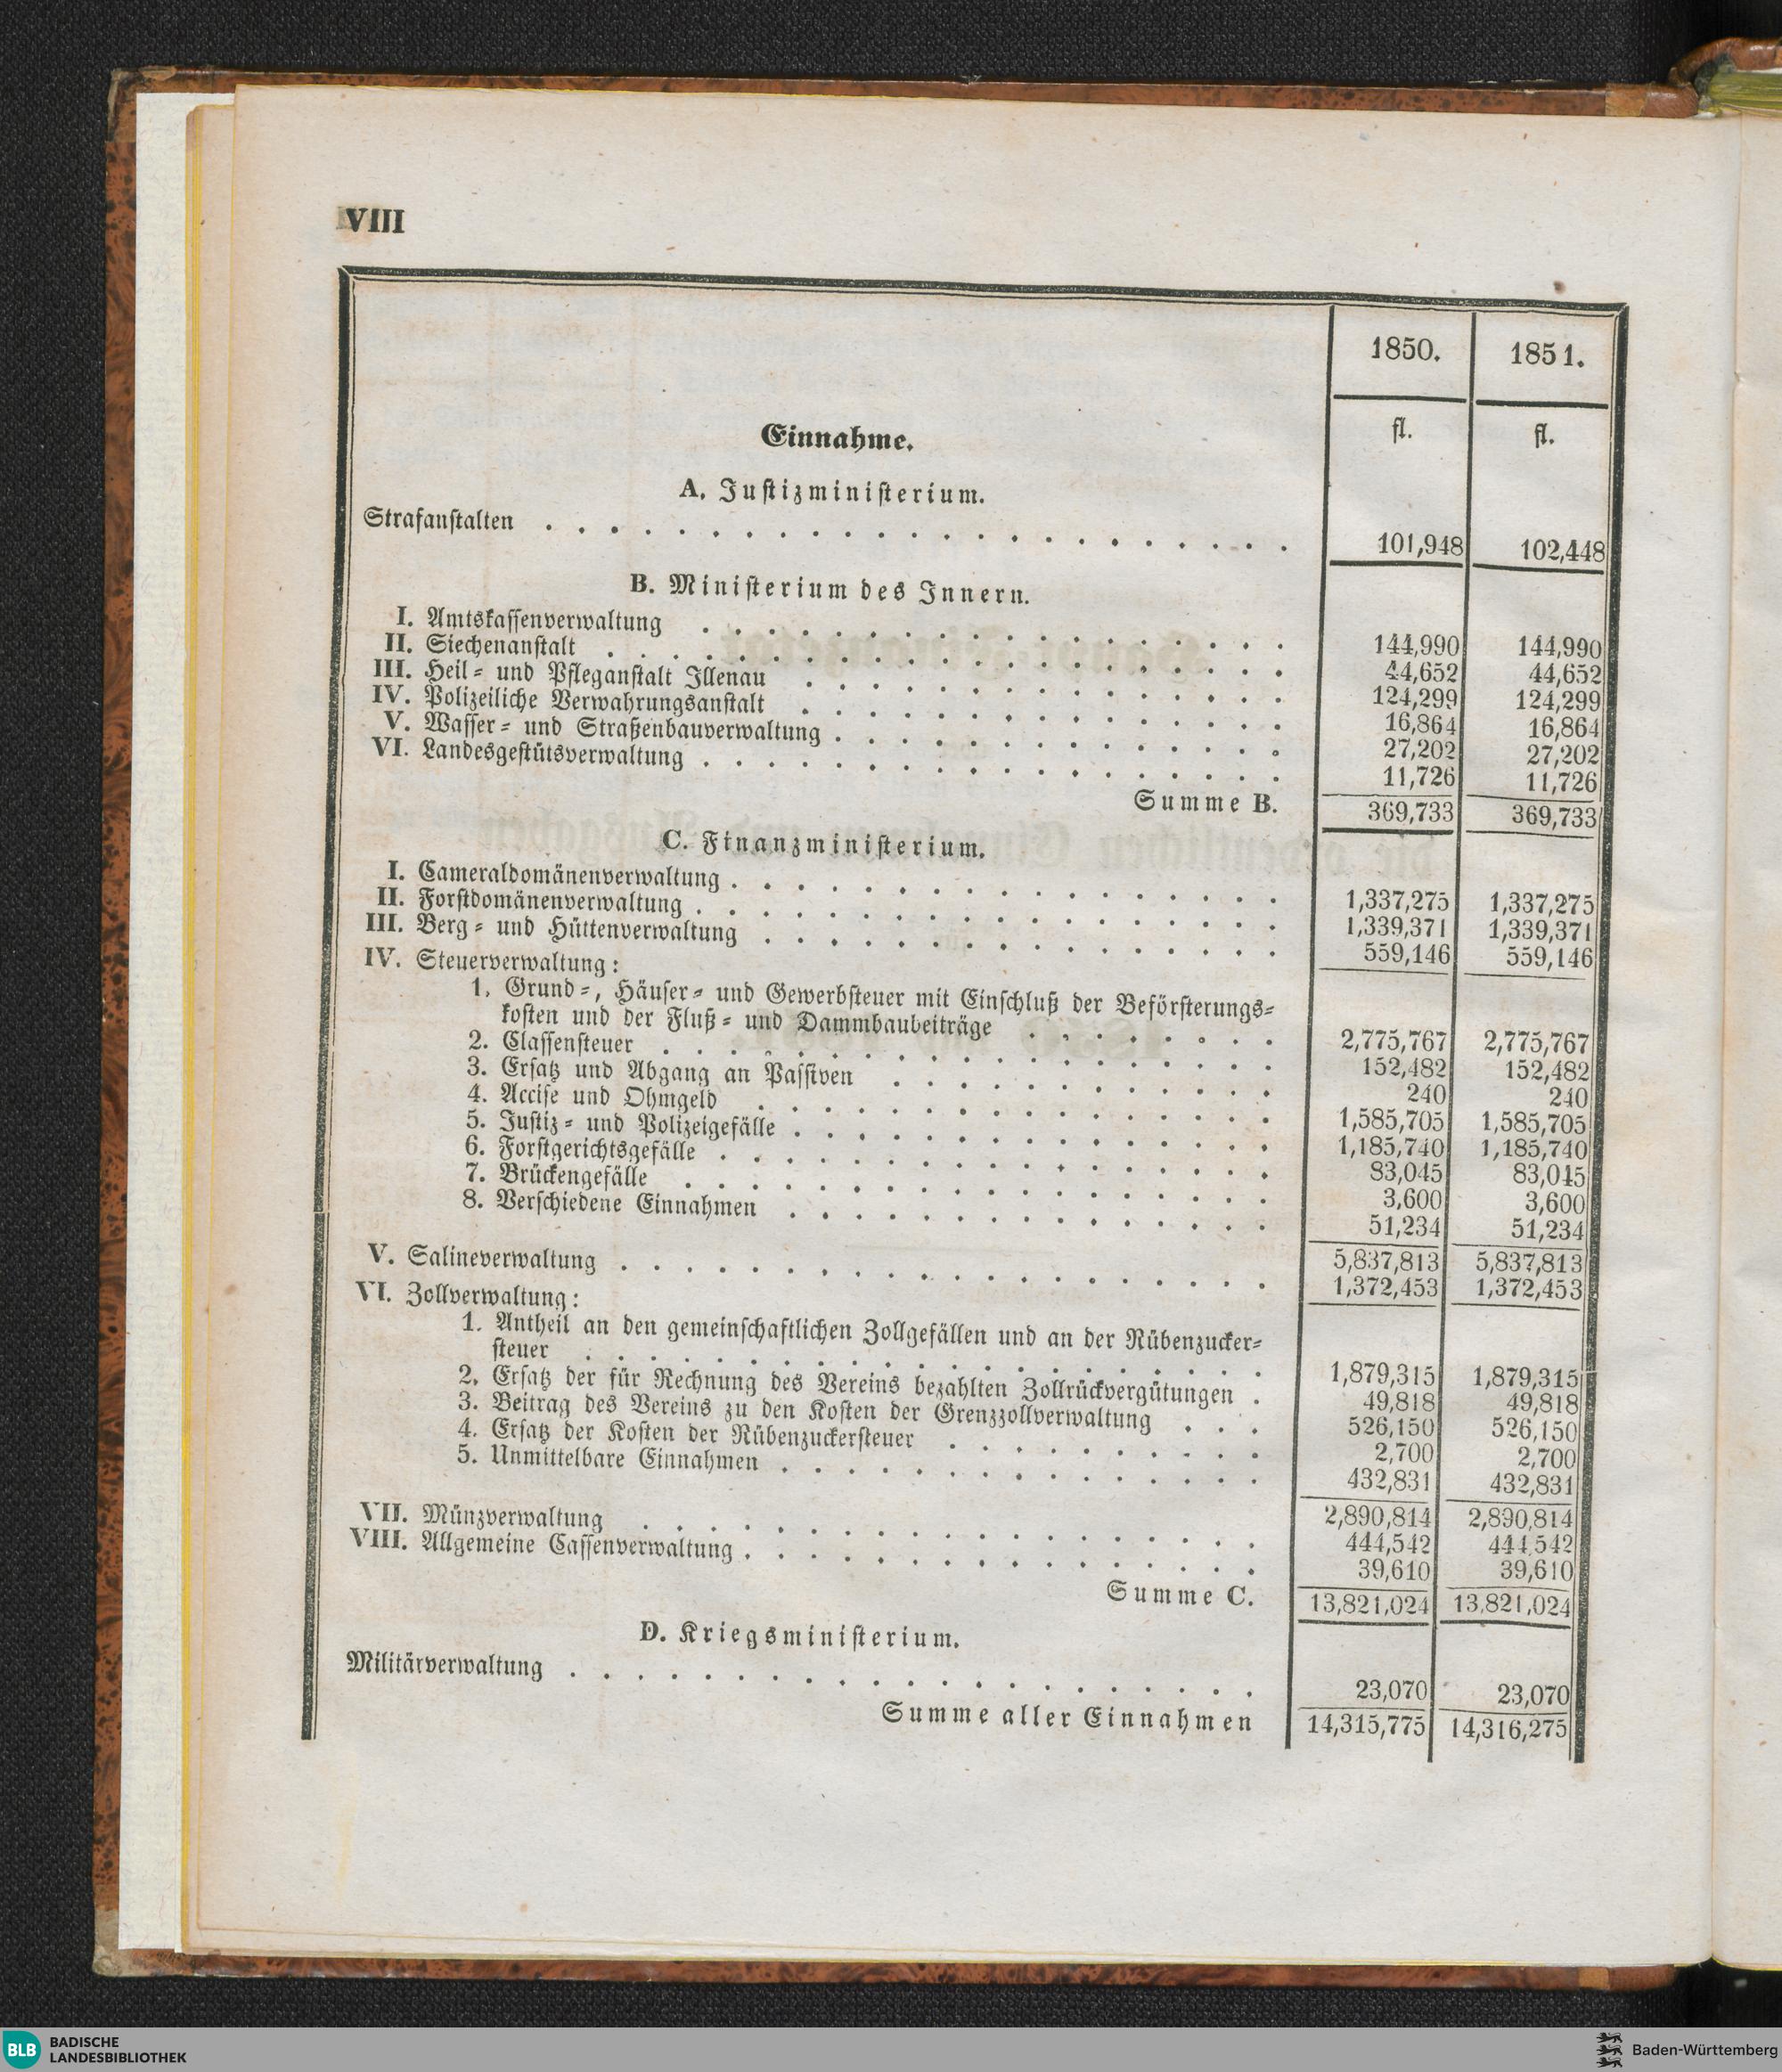 VIII
1850. 1851.
Einnahme. fl. fl.
A. Justizministerium.
Strafanstalten . . . . . . . . . . . . . . . . . . . . . . . 101,948 102,448
B. Ministerium des Innern.
I. Amtskassenverwaltung . . . . . . . . . . . . . . . . . . 144,990 144,990
II. Siechenanstalt . . . . . . . . . . . . . . . . . . . . . 44,652 44,652
III. Heil- und Pfleganstalt Illenau . . . . . . . . . . . . . . . 124,299 124,299
IV. Polizeiliche Verwahrungsanstalt . . . . . . . . . . . . . . . 16,864 16,864
V. Wasser- und Straßenbauverwaltung . . . . . . . . . . . . . . 27,202 27,202
VI. Landesgestütsverwaltung . . . . . . . . . . . . . . . . . . 11,726 11,726
Summe B. 369,733 369,733
C. Finanzministerium.
I. Cameraldomänenverwaltung . . . . . . . . . . . . . . . . . 1,337,275 1,337,275
II. Forstdomänenverwaltung . . . . . . . . . . . . . . . . . . 1,339,371 1,339,371
III. Berg- und Hüttenverwaltung . . . . . . . . . . . . . . . . 559,146 559,146
IV. Steuerverwaltung:
1. Grund-, Häuser- und Gewerbsteuer mit Einschluß der Beförsterungs-
kosten und der Fluß- und Dammbaubeiträge . . . . . . . . 2,775,767 2,775,767
2. Classensteuer . . . . . . . . . . . . . . . . . . . 152,482 152,482
3. Ersatz und Abgang an Passiven . . . . . . . . . . . . 240 240
4. Accise und Ohmgeld . . . . . . . . . . . . . . . . 1,585,705 1,585,705
5. Justiz- und Polizeigefälle . . . . . . . . . . . . . . . 1,185,740 1,185,740
6. Forstgerichtsgefälle . . . . . . . . . . . . . . . . . 83,045 83,045
7. Brückengefälle . . . . . . . . . . . . . . . . . . 3,600 3,600
8. Verschiedene Einnahmen . . . . . . . . . . . . . . . 51,234 51,234
5,837,813 5,837,813
V. Salineverwaltung . . . . . . . . . . . . . . . . . . . . 1,372,453 1,372,453
VI. Zollverwaltung:
1. Antheil an den gemeinschaftlichen Zollgefällen und an der Rübenzucker-
steuer . . . . . . . . . . . . . . . . . . . . . 1,879,315 1,879,315
2. Ersatz der für Rechnung des Vereins bezahlten Zollrückvergütungen . 49,818 49,818
3. Beitrag des Vereins zu den Kosten der Grenzzollverwaltung . . . 526,150 526,150
4. Ersatz der Kosten der Rübenzuckersteuer . . . . . . . . . . 2,700 2,700
5. Unmittelbare Einnahmen . . . . . . . . . . . . . . . 432,831 432,831
2,890,814 2,890,814
VII. Münzverwaltung . . . . . . . . . . . . . . . . . . . 444,542 444,542
VIII. Allgemeine Cassenverwaltung . . . . . . . . . . . . . . . . 39,610 39,610
Summe C. 13,821,024 13,821,024
D. Kriegsministerium.
Militärverwaltung . . . . . . . . . . . . . . . . . . . . . 23,070 23,070
Summe aller Einnahmen 14,315,775 14,316,275
BLB BADISCHE
LANDESBIBLIOTHEK
Baden-Württemberg